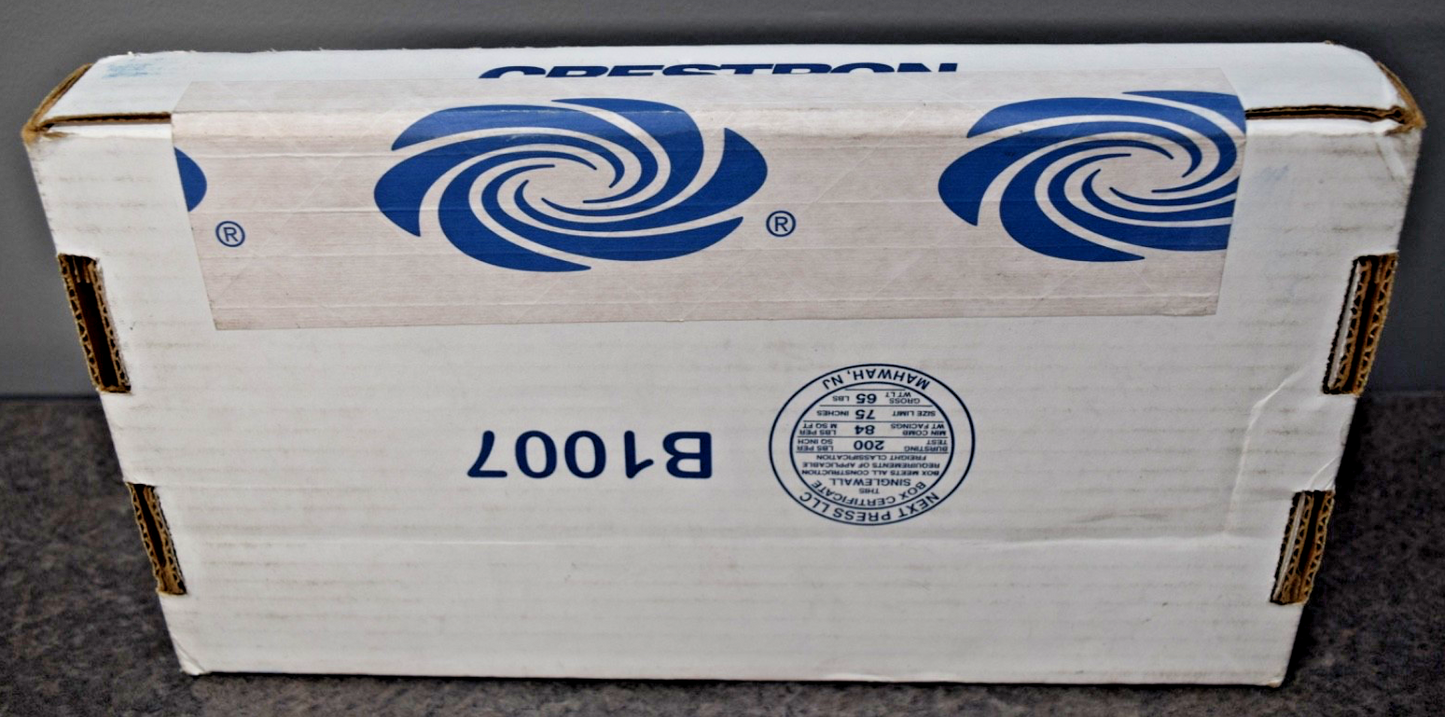 CRESTRON
®
®
B1007
NEXT PRESS LLC
BOX CERTIFICATE
THIS
SINGLEWALL
BOX MEETS ALL CONSTRUCTION
REQUIREMENTS OF APPLICABLE
FREIGHT CLASSIFICATION
BURSTING TEST 200 LBS PER SQ INCH
MIN COMB WT FACINGS 84 LBS PER M SQ FT
SIZE LIMIT 75 INCHES
GROSS WT LT 65 LBS
MAHWAH, NJ